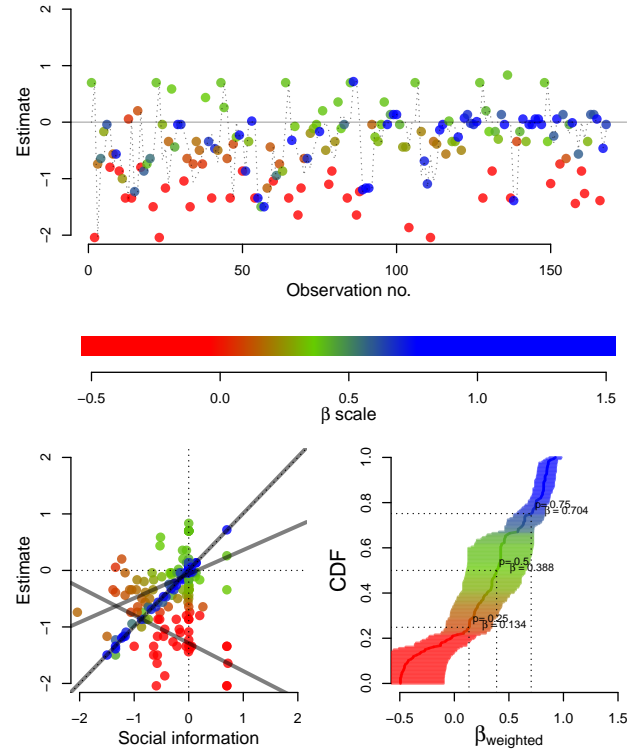 Estimate
2
1
0
−1
−2
0
50
100
150
Observation no.
−0.5
0.0
0.5
1.0
1.5
β scale
Estimate
2
1
0
−1
−2
−2
−1
0
1
2
Social information
CDF
1.0
0.8
0.6
0.4
0.2
0.0
p= 0.75
β = 0.704
p= 0.5
β = 0.388
p= 0.25
β = 0.134
−0.5
0.0
0.5
1.0
1.5
βweighted